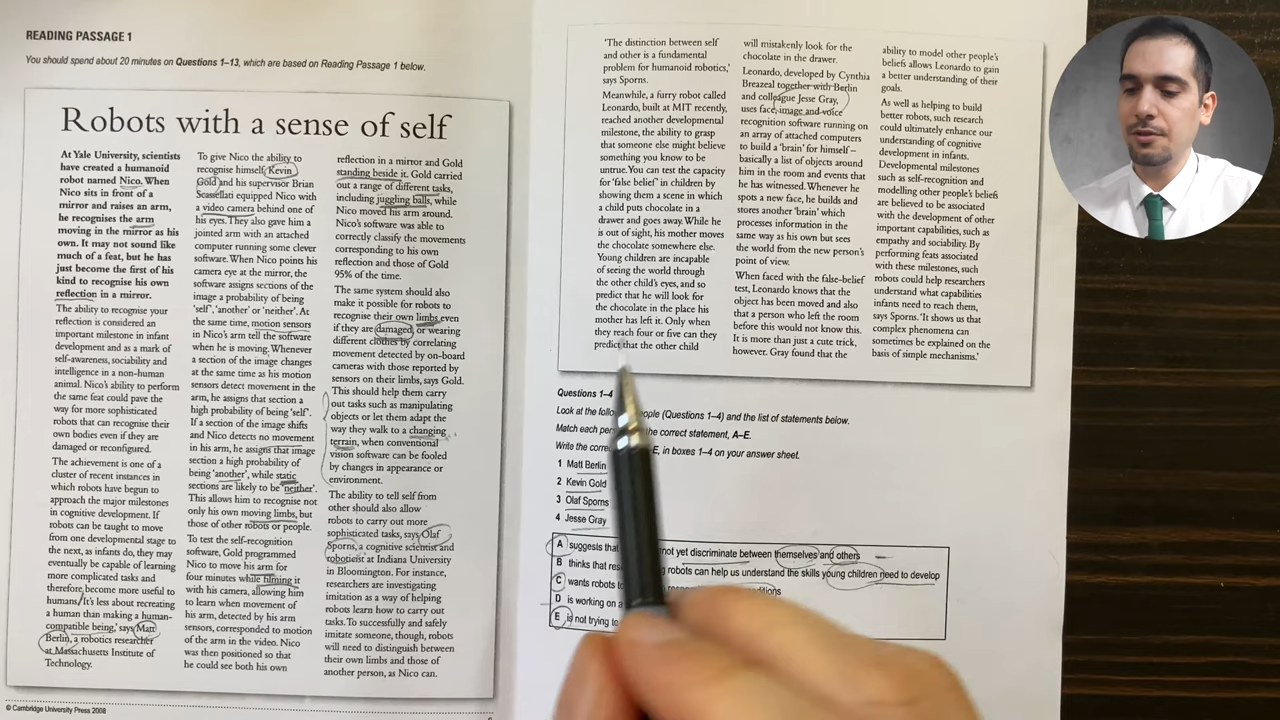 READING PASSAGE 1
You should spend about 20 minutes on Questions 1–13, which are based on Reading Passage 1 below.
Robots with a sense of self
At Yale University, scientists
have created a humanoid
robot named Nico. When
Nico sits in front of a
mirror and raises an arm,
he recognises the arm
moving in the mirror as his
own. It may not sound like
much of a feat, but he has
just become the first of his
kind to recognise his own
reflection in a mirror.
The ability to recognise your
reflection is considered an
important milestone in infant
development and as a mark of
self-awareness, sociability and
intelligence in a non-human
animal. Nico's ability to perform
the same feat could pave the
way for more sophisticated
robots that can recognise their
own bodies even if they are
damaged or reconfigured.
The achievement is one of a
cluster of recent instances in
which robots have begun to
approach the major milestones
in cognitive development. If
robots can be taught to move
from one developmental stage to
the next, as infants do, they may
eventually be capable of learning
more complicated tasks and
therefore become more useful to
humans. 'It's less about recreating
a human than making a human-
compatible being,' says Matt
Berlin, a robotics researcher
at Massachusetts Institute of
Technology.
To give Nico the ability to
recognise himself, Kevin
Gold and his supervisor Brian
Scassellati equipped Nico with
a video camera behind one of
his eyes. They also gave him a
jointed arm with an attached
computer running some clever
software. When Nico points his
camera eye at the mirror, the
software assigns sections of the
image a probability of being
'self', 'another' or 'neither'. At
the same time, motion sensors
in Nico's arm tell the software
when he is moving. Whenever
a section of the image changes
at the same time as his motion
sensors detect movement in the
arm, he assigns that section a
high probability of being 'self'.
If a section of the image shifts
and Nico detects no movement
in his arm, he assigns that image
section a high probability of
being 'another', while static
sections are likely to be 'neither'.
This allows him to recognise not
only his own moving limbs, but
those of other robots or people.
To test the self-recognition
software, Gold programmed
Nico to move his arm for
four minutes while filming it
with his camera, allowing him
to learn when movement of
his arm, detected by his arm
sensors, corresponded to motion
of the arm in the video. Nico
was then positioned so that
he could see both his own
reflection in a mirror and Gold
standing beside it. Gold carried
out a range of different tasks,
including juggling balls, while
Nico moved his arm around.
Nico's software was able to
correctly classify the movements
corresponding to his own
reflection and those of Gold
95% of the time.
The same system should also
make it possible for robots to
recognise their own limbs even
if they are damaged or wearing
different clothes by correlating
movement detected by on-board
cameras with those reported by
sensors on their limbs, says Gold.
This should help them carry
out tasks such as manipulating
objects or let them adapt the
way they walk to a changing
terrain, when conventional
vision software can be fooled
by changes in appearance or
environment.
The ability to tell self from
other should also allow
robots to carry out more
sophisticated tasks, says Olaf
Sporns, a cognitive scientist and
roboticist at Indiana University
in Bloomington. For instance,
researchers are investigating
imitation as a way of helping
robots learn how to carry out
tasks. To successfully and safely
imitate someone, though, robots
will need to distinguish between
their own limbs and those of
another person, as Nico can.
© Cambridge University Press 2008
'The distinction between self
and other is a fundamental
problem for humanoid robotics,'
says Sporns.
Meanwhile, a furry robot called
Leonardo, built at MIT recently,
reached another developmental
milestone, the ability to grasp
that someone else might believe
something you know to be
untrue. You can test the capacity
for 'false belief' in children by
showing them a scene in which
a child puts chocolate in a
drawer and goes away. While he
is out of sight, his mother moves
the chocolate somewhere else.
Young children are incapable
of seeing the world through
the other child's eyes, and so
predict that he will look for
the chocolate in the place his
mother has left it. Only when
they reach four or five can they
predict that the other child
will mistakenly look for the
chocolate in the drawer.
Leonardo, developed by Cynthia
Breazeal together with Berlin
and colleague Jesse Gray,
uses face, image and voice
recognition software running on
an array of attached computers
to build a 'brain' for himself –
basically a list of objects around
him in the room and events that
he has witnessed. Whenever he
spots a new face, he builds and
stores another 'brain' which
processes information in the
same way as his own but sees
the world from the new person's
point of view.
When faced with the false-belief
test, Leonardo knows that the
object has been moved and also
that a person who left the room
before this would not know this.
It is more than just a cute trick,
however. Gray found that the
ability to model other people's
beliefs allows Leonardo to gain
a better understanding of their
goals.
As well as helping to build
better robots, such research
could ultimately enhance our
understanding of cognitive
development in infants.
Developmental milestones
such as self-recognition and
modelling other people's beliefs
are believed to be associated
with the development of other
important capabilities, such as
empathy and sociability. By
performing feats associated
with these milestones, such
robots could help researchers
understand what capabilities
infants need to reach them,
says Sporns. 'It shows us that
complex phenomena can
sometimes be explained on the
basis of simple mechanisms.'
Questions 1–4
Look at the people (Questions 1–4) and the list of statements below.
Match each the correct statement, A–E.
Write the E, in boxes 1–4 on your answer sheet.
1 Matt Berlin
2 Kevin Gold
3 Olaf Sporns
4 Jesse Gray
A suggests not yet discriminate between themselves and others
B thinks that robots can help us understand the skills young children need to develop
C wants robots
D is working on a
E is not trying to